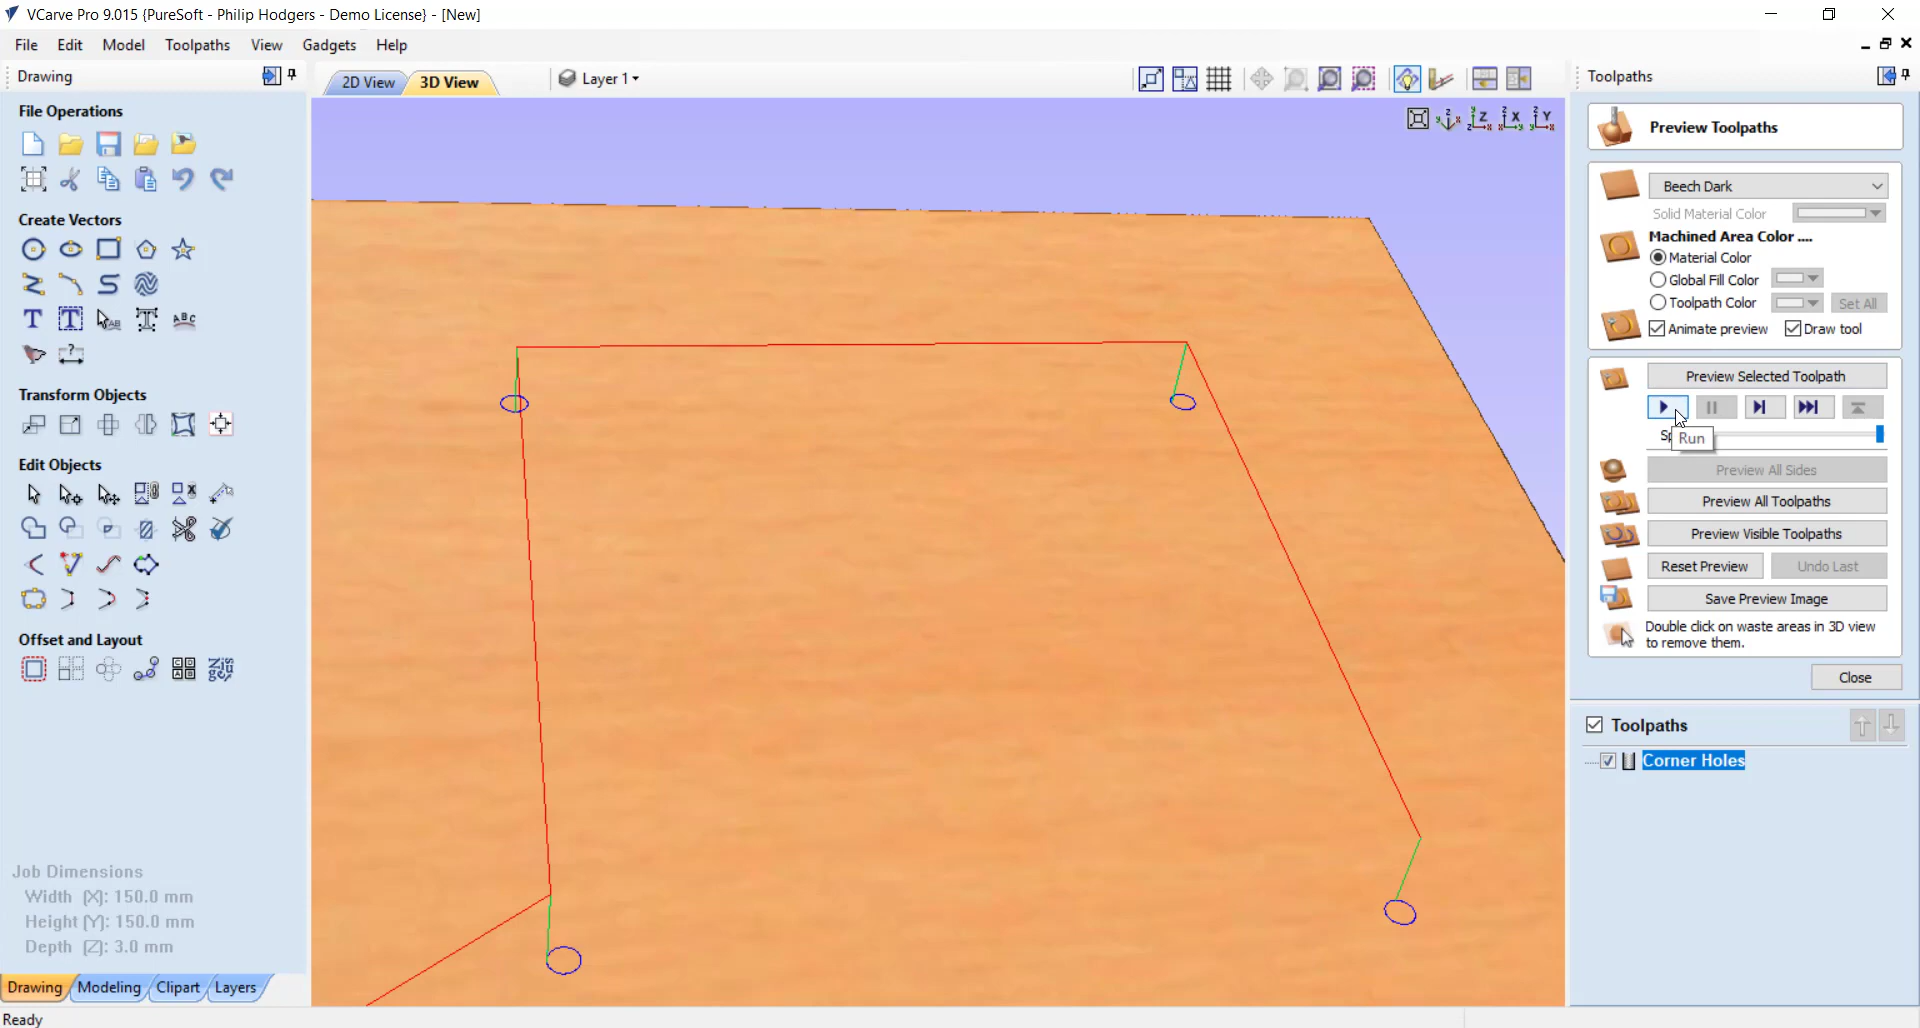 VCarve Pro 9.015 {PureSoft - Philip Hodgers - Demo License} - [New]
File Edit Model Toolpaths View Gadgets Help
Drawing
File Operations
Create Vectors
Transform Objects
Edit Objects
Offset and Layout
Job Dimensions
Width (X): 150.0 mm
Height (Y): 150.0 mm
Depth (Z): 3.0 mm
Drawing Modeling Clipart Layers
Ready
2D View 3D View Layer 1
Toolpaths
Preview Toolpaths
Beech Dark
Solid Material Color
Machined Area Color ....
Material Color
Global Fill Color
Toolpath Color Set All
Animate preview Draw tool
Preview Selected Toolpath
Run
Preview All Sides
Preview All Toolpaths
Preview Visible Toolpaths
Reset Preview Undo Last
Save Preview Image
Double click on waste areas in 3D view
to remove them.
Close
Toolpaths
Corner Holes